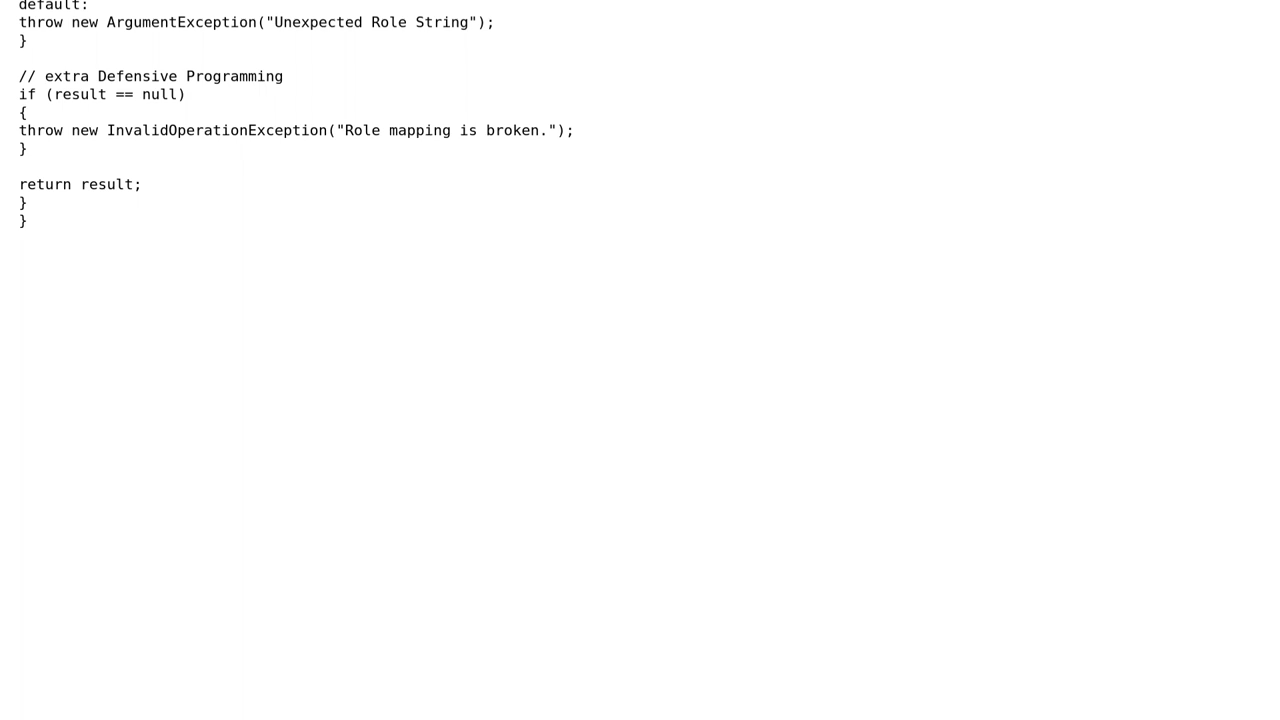 default:
throw new ArgumentException("Unexpected Role String");
}

// extra Defensive Programming
if (result == null)
{
throw new InvalidOperationException("Role mapping is broken.");
}

return result;
}
}